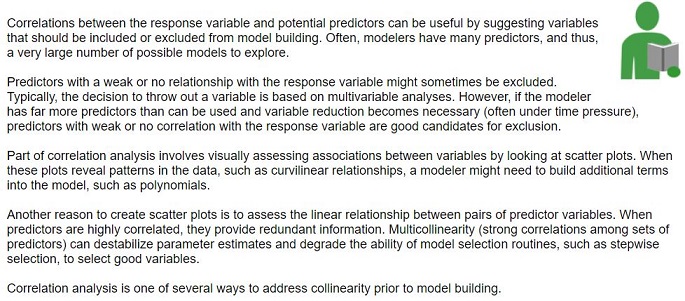 Correlations between the response variable and potential predictors can be useful by suggesting variables
that should be included or excluded from model building. Often, modelers have many predictors, and thus,
a very large number of possible models to explore.
Predictors with a weak or no relationship with the response variable might sometimes be excluded.
Typically, the decision to throw out a variable is based on multivariable analyses. However, if the modeler
has far more predictors than can be used and variable reduction becomes necessary (often under time pressure),
predictors with weak or no correlation with the response variable are good candidates for exclusion.
Part of correlation analysis involves visually assessing associations between variables by looking at scatter plots. When
these plots reveal patterns in the data, such as curvilinear relationships, a modeler might need to build additional terms
into the model, such as polynomials.
Another reason to create scatter plots is to assess the linear relationship between pairs of predictor variables. When
predictors are highly correlated, they provide redundant information. Multicollinearity (strong correlations among sets of
predictors) can destabilize parameter estimates and degrade the ability of model selection routines, such as stepwise
selection, to select good variables.
Correlation analysis is one of several ways to address collinearity prior to model building.